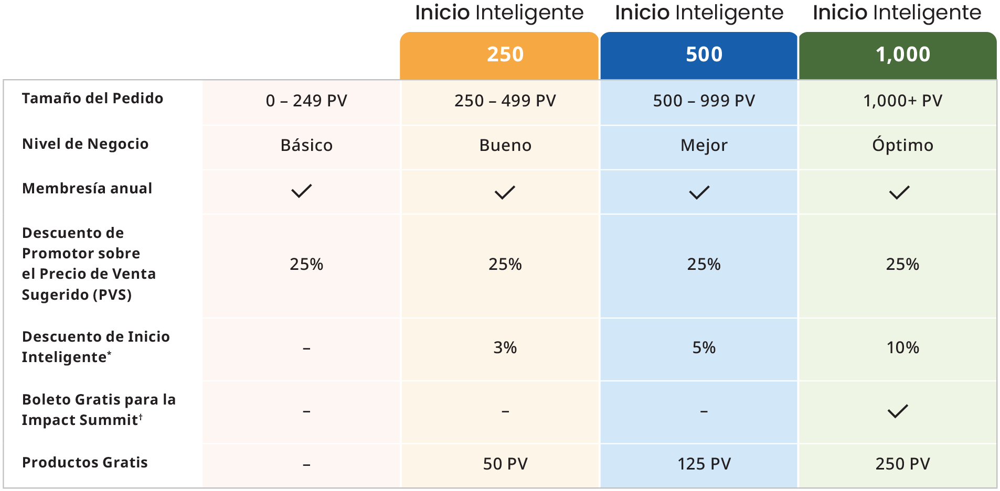 Inicio Inteligente Inicio Inteligente Inicio Inteligente
250 500 1,000
Tamaño del Pedido 0 – 249 PV 250 – 499 PV 500 – 999 PV 1,000+ PV
Nivel de Negocio Básico Bueno Mejor Óptimo
Membresía anual ✓ ✓ ✓ ✓
Descuento de
Promotor sobre
el Precio de Venta
Sugerido (PVS)
25% 25% 25% 25%
Descuento de Inicio
Inteligente*
– 3% 5% 10%
Boleto Gratis para la
Impact Summit†
– – – ✓
Productos Gratis – 50 PV 125 PV 250 PV